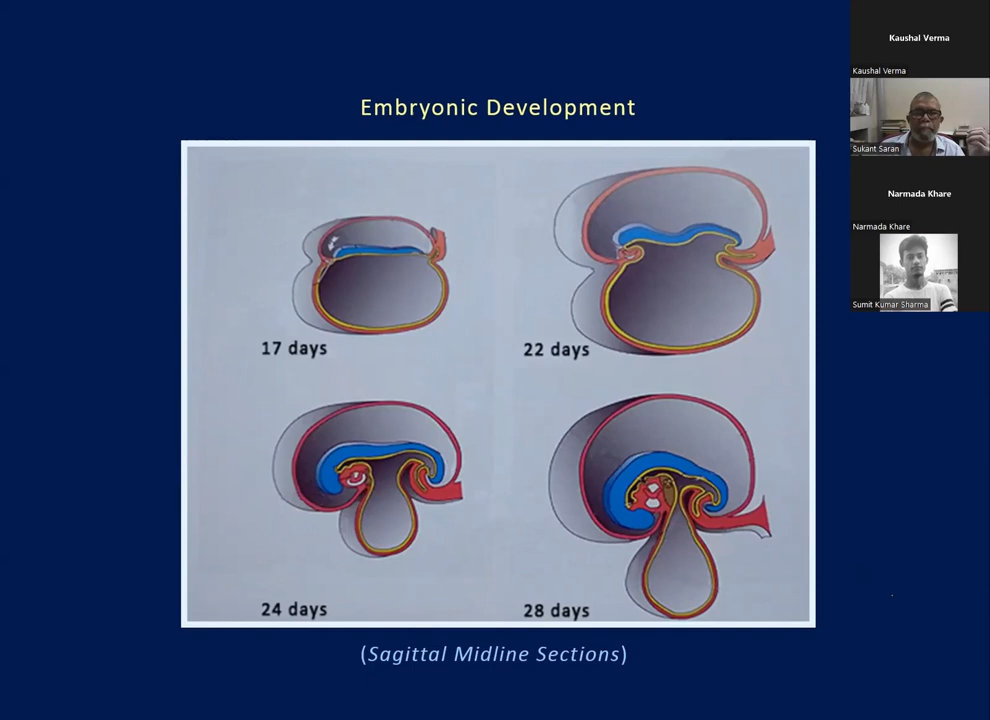 Embryonic Development
17 days
22 days
24 days
28 days
(Sagittal Midline Sections)
Kaushal Verma
Kaushal Verma
Sukant Saran
Narmada Khare
Narmada Khare
Sumit Kumar Sharma